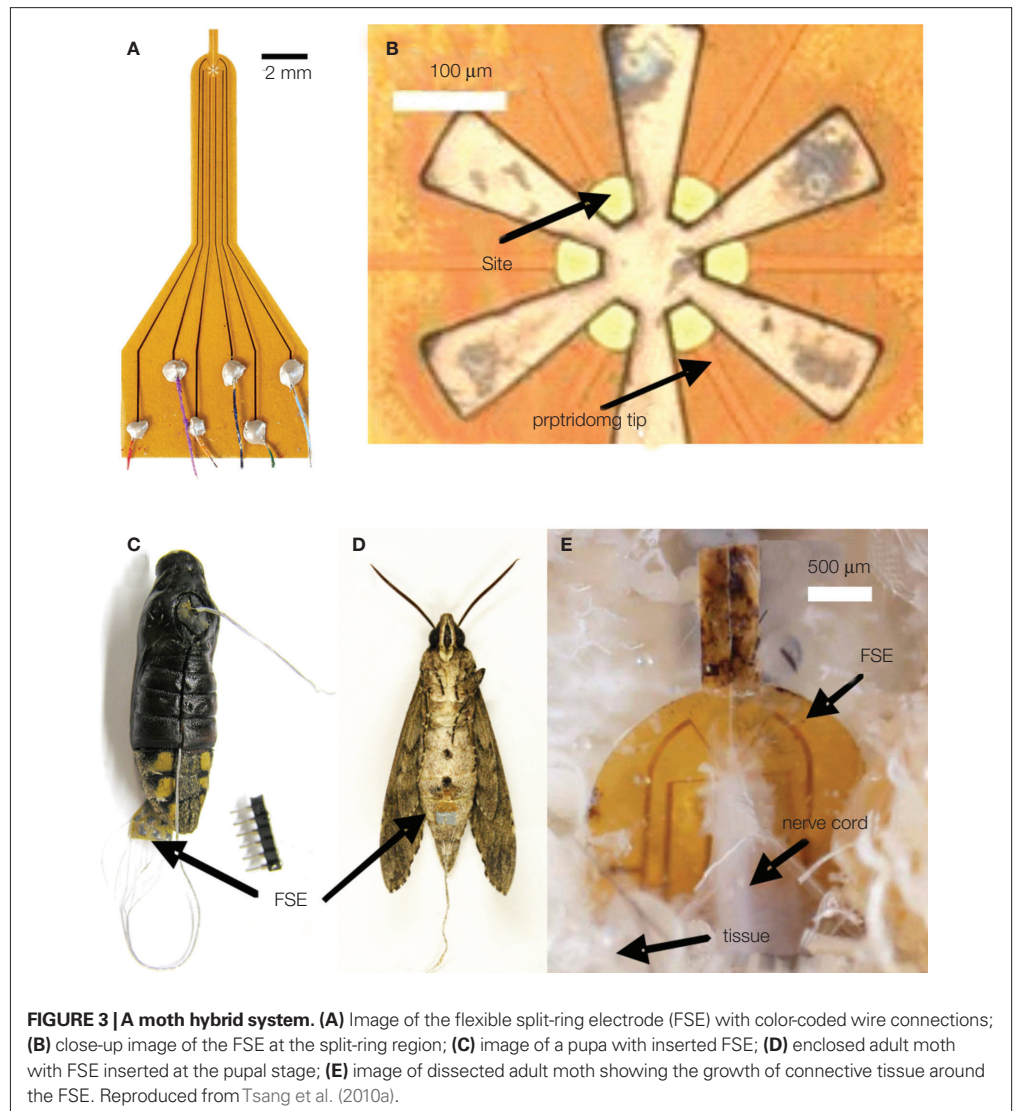 A
2 mm
B
100 μm
Site
prptridomg tip
C
D
E
500 μm
FSE
nerve cord
FSE
tissue
FIGURE 3 | A moth hybrid system. (A) Image of the flexible split-ring electrode (FSE) with color-coded wire connections;
(B) close-up image of the FSE at the split-ring region; (C) image of a pupa with inserted FSE; (D) enclosed adult moth
with FSE inserted at the pupal stage; (E) image of dissected adult moth showing the growth of connective tissue around
the FSE. Reproduced from Tsang et al. (2010a).